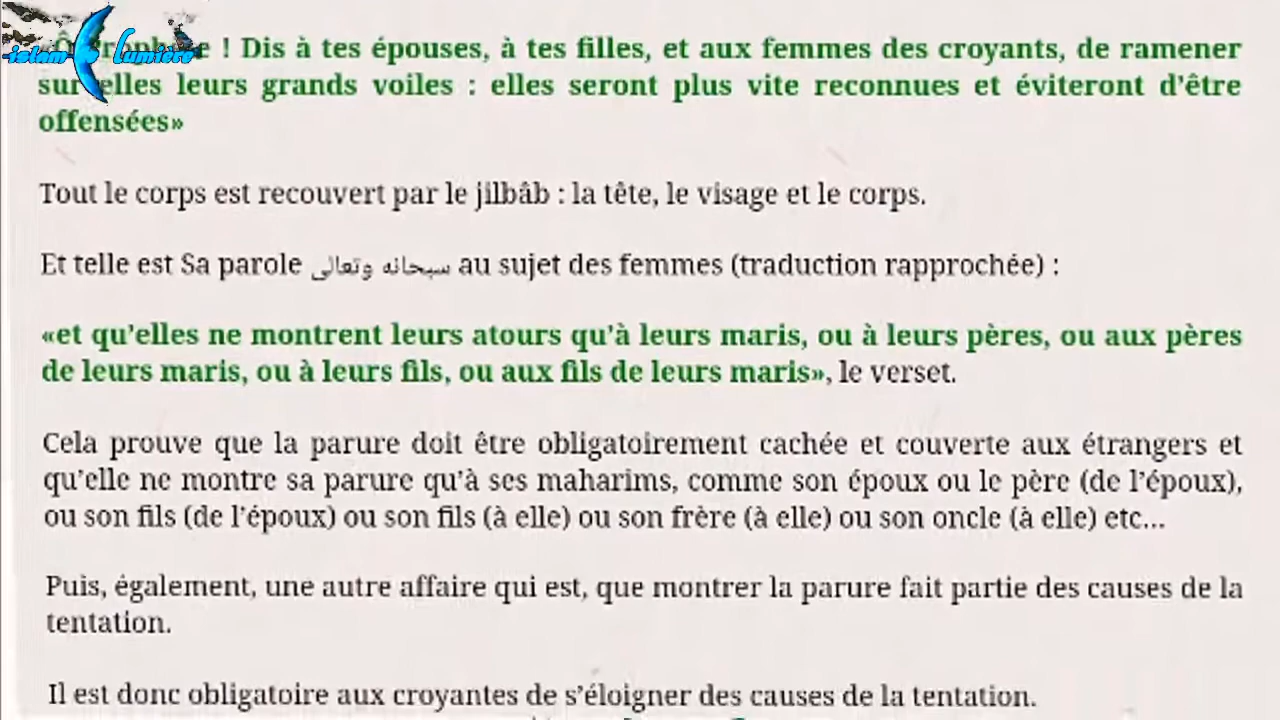 islam lumière
! Dis à tes épouses, à tes filles, et aux femmes des croyants, de ramener
sur elles leurs grands voiles : elles seront plus vite reconnues et éviteront d'être
offensées»
Tout le corps est recouvert par le jilbâb : la tête, le visage et le corps.
Et telle est Sa parole سبحانه وتعالى au sujet des femmes (traduction rapprochée) :
«et qu'elles ne montrent leurs atours qu'à leurs maris, ou à leurs pères, ou aux pères
de leurs maris, ou à leurs fils, ou aux fils de leurs maris», le verset.
Cela prouve que la parure doit être obligatoirement cachée et couverte aux étrangers et
qu'elle ne montre sa parure qu'à ses maharims, comme son époux ou le père (de l'époux),
ou son fils (de l'époux) ou son fils (à elle) ou son frère (à elle) ou son oncle (à elle) etc...
Puis, également, une autre affaire qui est, que montrer la parure fait partie des causes de la
tentation.
Il est donc obligatoire aux croyantes de s'éloigner des causes de la tentation.